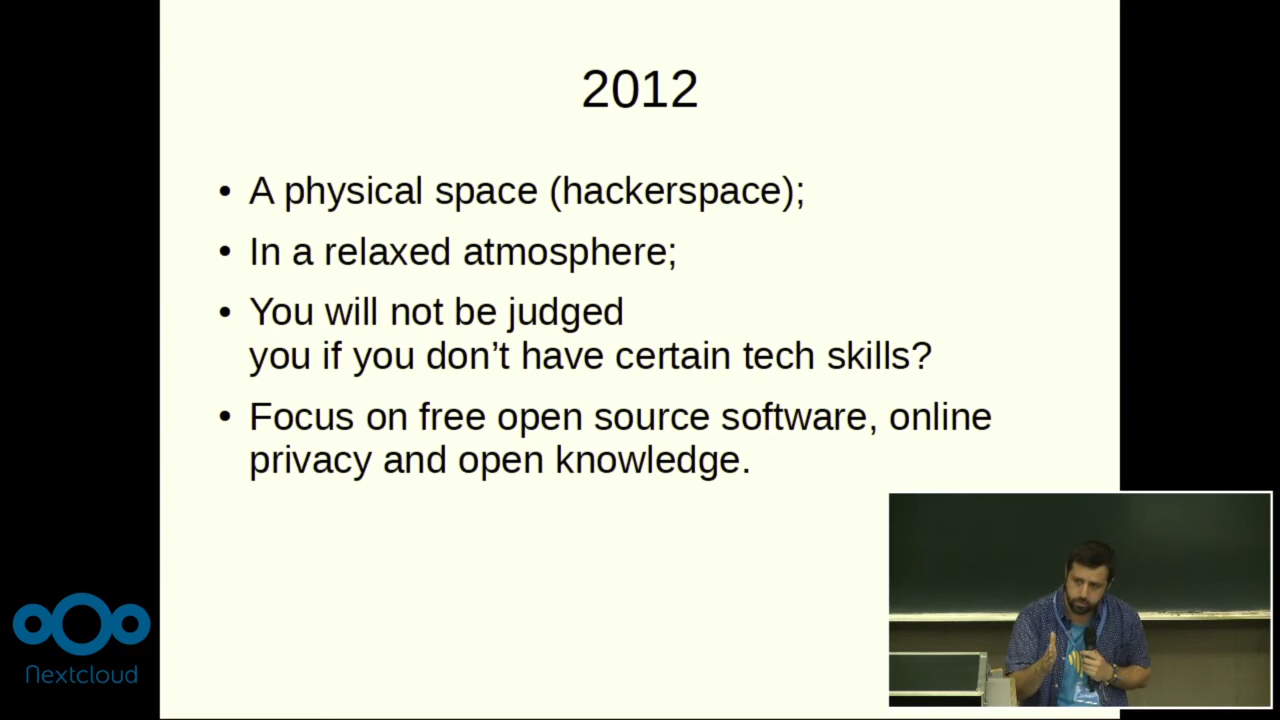 2012
• A physical space (hackerspace);
• In a relaxed atmosphere;
• You will not be judged
you if you don’t have certain tech skills?
• Focus on free open source software, online
privacy and open knowledge.
Nextcloud